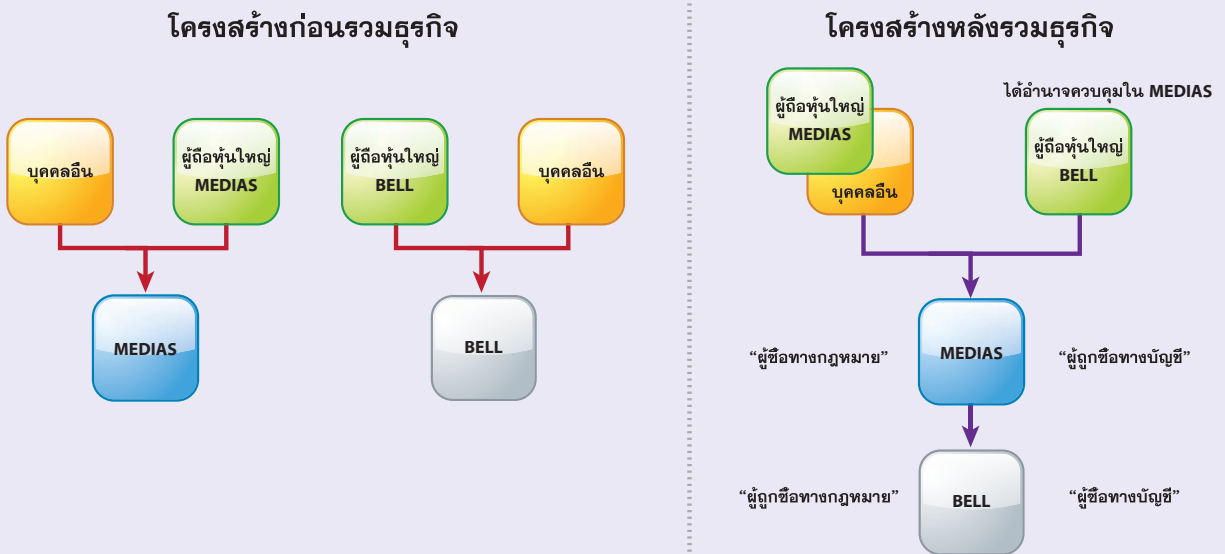 โครงสร้างก่อนรวมธุรกิจ
บุคคลอื่น
ผู้ถือหุ้นใหญ่
MEDIAS
ผู้ถือหุ้นใหญ่
BELL
บุคคลอื่น
MEDIAS
BELL
โครงสร้างหลังรวมธุรกิจ
ผู้ถือหุ้นใหญ่
MEDIAS
บุคคลอื่น
ได้อำนาจควบคุมใน MEDIAS
ผู้ถือหุ้นใหญ่
BELL
“ผู้ซื้อทางกฎหมาย”
MEDIAS
“ผู้ถูกซื้อทางบัญชี”
“ผู้ถูกซื้อทางกฎหมาย”
BELL
“ผู้ซื้อทางบัญชี”